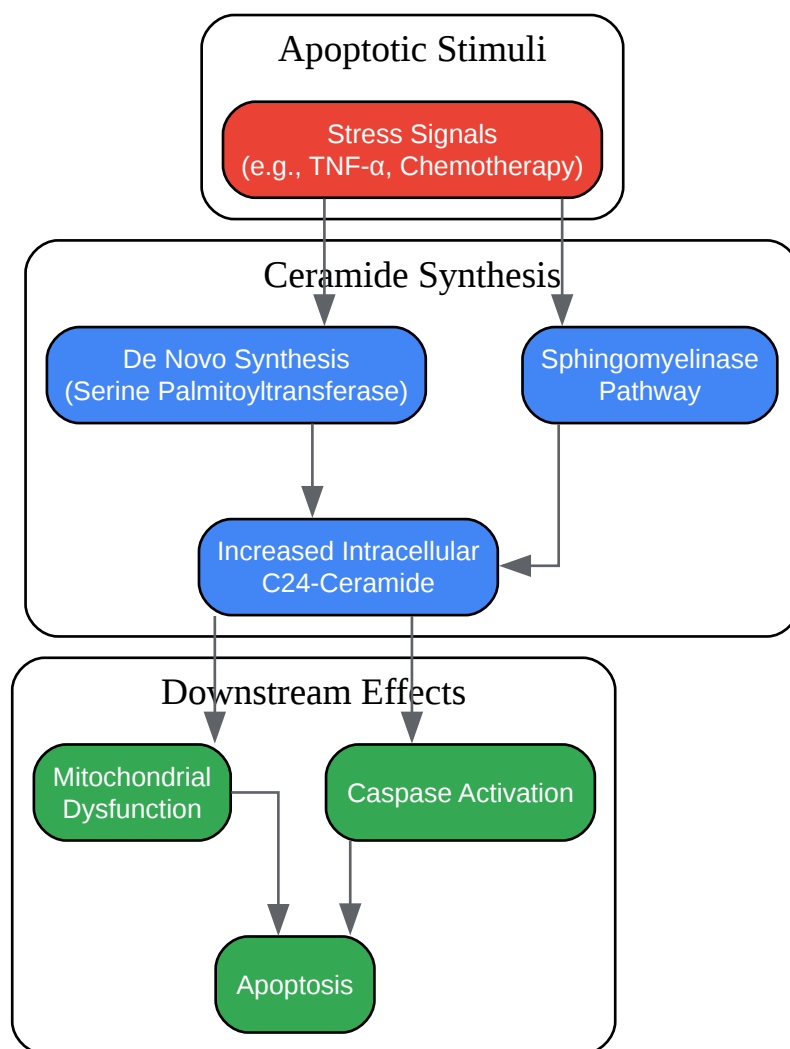 Apoptotic Stimuli
Stress Signals
(e.g., TNF-α, Chemotherapy)
Ceramide Synthesis
De Novo Synthesis
(Serine Palmitoyltransferase)
Sphingomyelinase
Pathway
Increased Intracellular
C24-Ceramide
Downstream Effects
Mitochondrial
Dysfunction
Caspase Activation
Apoptosis